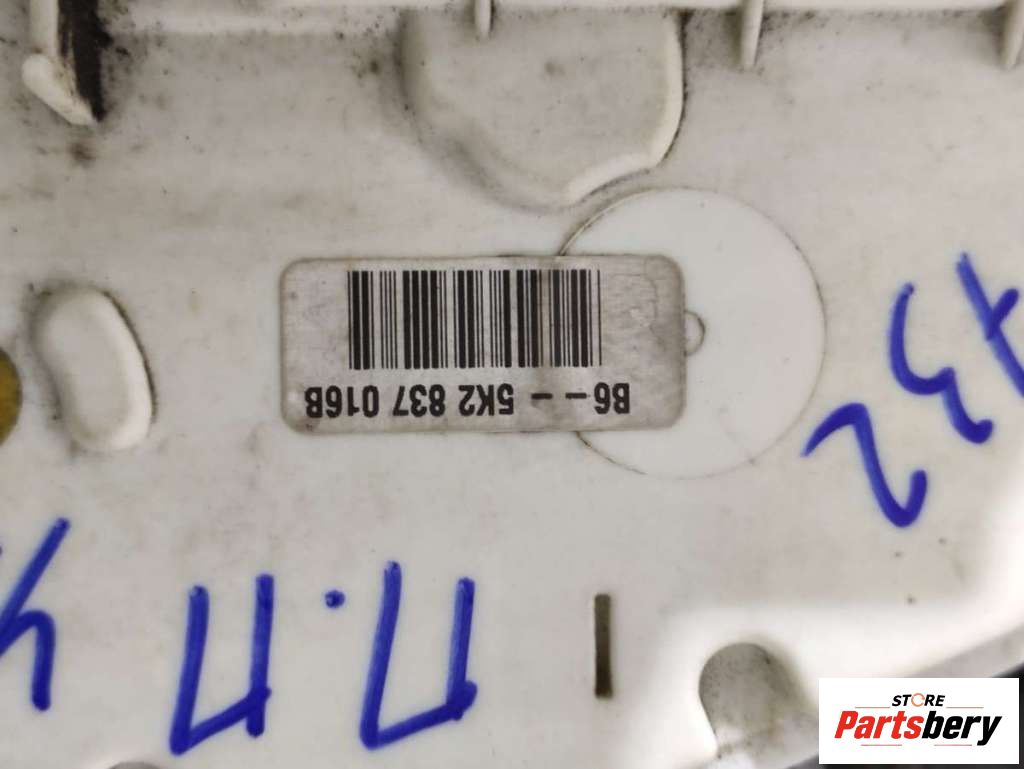 B6- - 5K2 837 016B
П.П
STORE
Partsbery